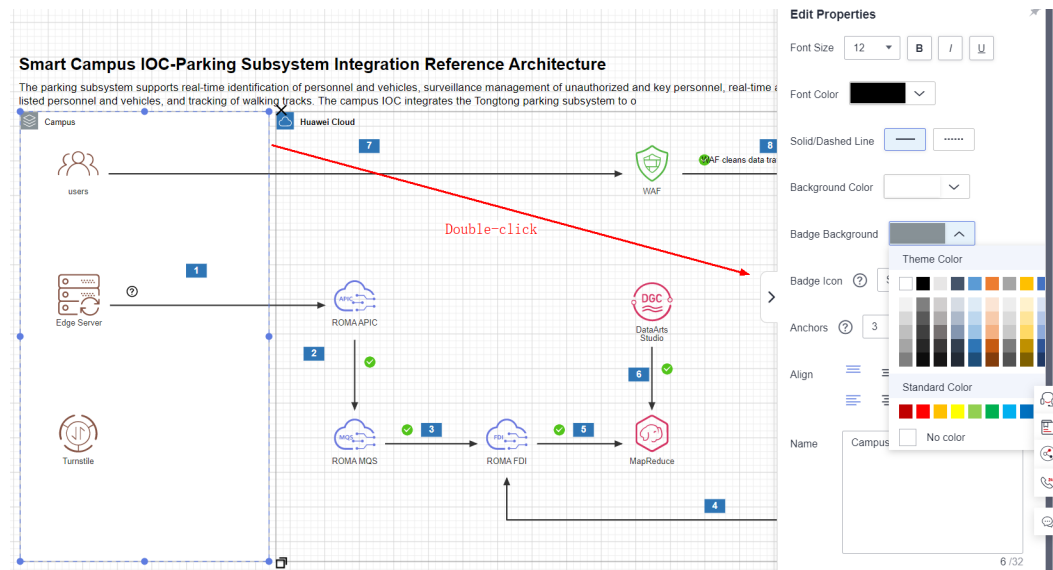 Smart Campus IOC-Parking Subsystem Integration Reference Architecture
The parking subsystem supports real-time identification of personnel and vehicles, surveillance management of unauthorized and key personnel, real-time
listed personnel and vehicles, and tracking of walking tracks. The campus IOC integrates the Tongtong parking subsystem to o
Campus
Huawei Cloud
7
8
WAF cleans data tra
users
WAF
Double-click
1
Edge Server
APIC
ROMA APIC
DGC
DataArts
Studio
2
6
3
5
Turnstile
MQS
ROMA MQS
FDI
ROMA FDI
MapReduce
4
Edit Properties
Font Size 12 B I U
Font Color
Solid/Dashed Line
Background Color
Badge Background
Theme Color
Badge Icon ?
Anchors ? 3
Align
Standard Color
No color
Name
Campus
6 /32